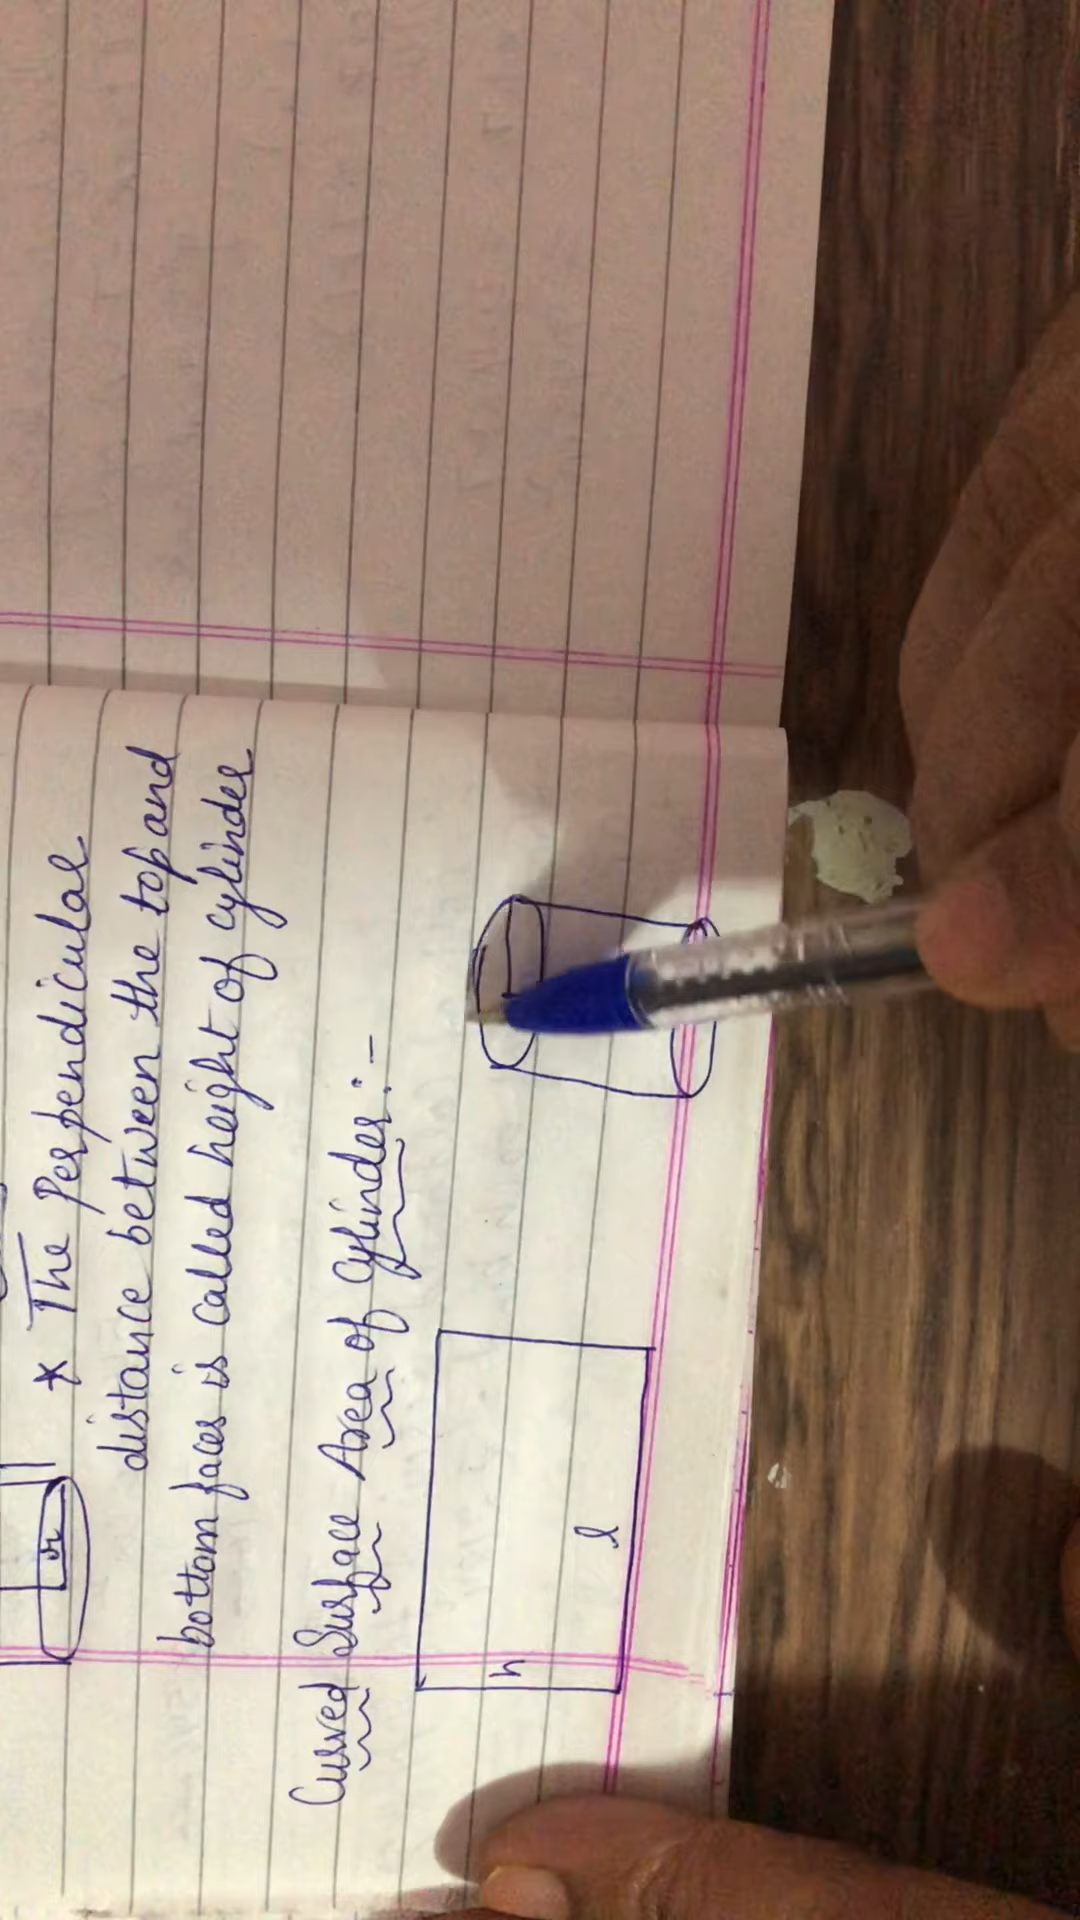 r
* The Perpendicular
distance between the top and
bottom faces is called height of cylinder
Curved Surface Area of Cylinder :-
h
l